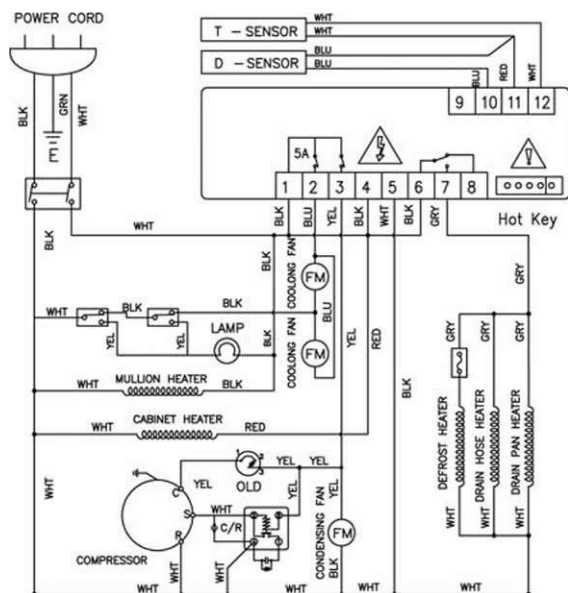 POWER CORD
T - SENSOR
WHT
WHT
D - SENSOR
BLU
BLU
BLU
RED
WHT
BLK
GRN
WHT
E
9 10 11 12
5A
1 2 3 4 5 6 7 8
Hot Key
BLK
BLU
YEL
BLK
WHT
BLK
GRY
BLK
WHT
BLK
COOLONG FAN
FM
GRY
WHT
BLK
BLK
YEL
YEL
LAMP
BLK
COOLONG FAN
FM
BLU
YEL
RED
BLK
GRY
GRY
GRY
WHT
MULLION HEATER
BLK
WHT
CABINET HEATER
RED
DEFROST HEATER
DRAIN HOSE HEATER
DRAIN PAN HEATER
WHT
1
2
3
OLD
YEL
YEL
YEL
YEL
YEL
C
S
R
WHT
C/R
COMPRESSOR
CONDENSING FAN
FM
BLK
WHT
WHT
WHT
WHT
WHT
WHT
WHT
WHT
WHT